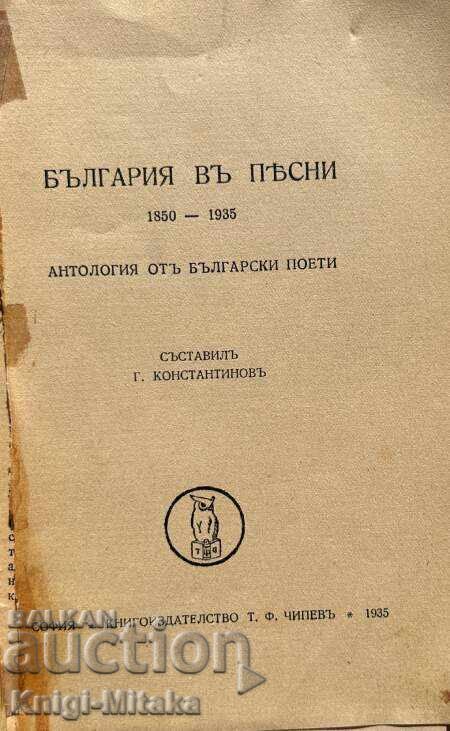 БЪЛГАРИЯ ВЪ ПѢСНИ
1850 — 1935
АНТОЛОГИЯ ОТЪ БЪЛГАРСКИ ПОЕТИ
СЪСТАВИЛЪ
Г. КОНСТАНТИНОВЪ
с
т
а
н
к
СОФИЯ * КНИГОИЗДАТЕЛСТВО Т. Ф. ЧИПЕВЪ * 1935
BALKAN
auction
Knigi-Mitaka